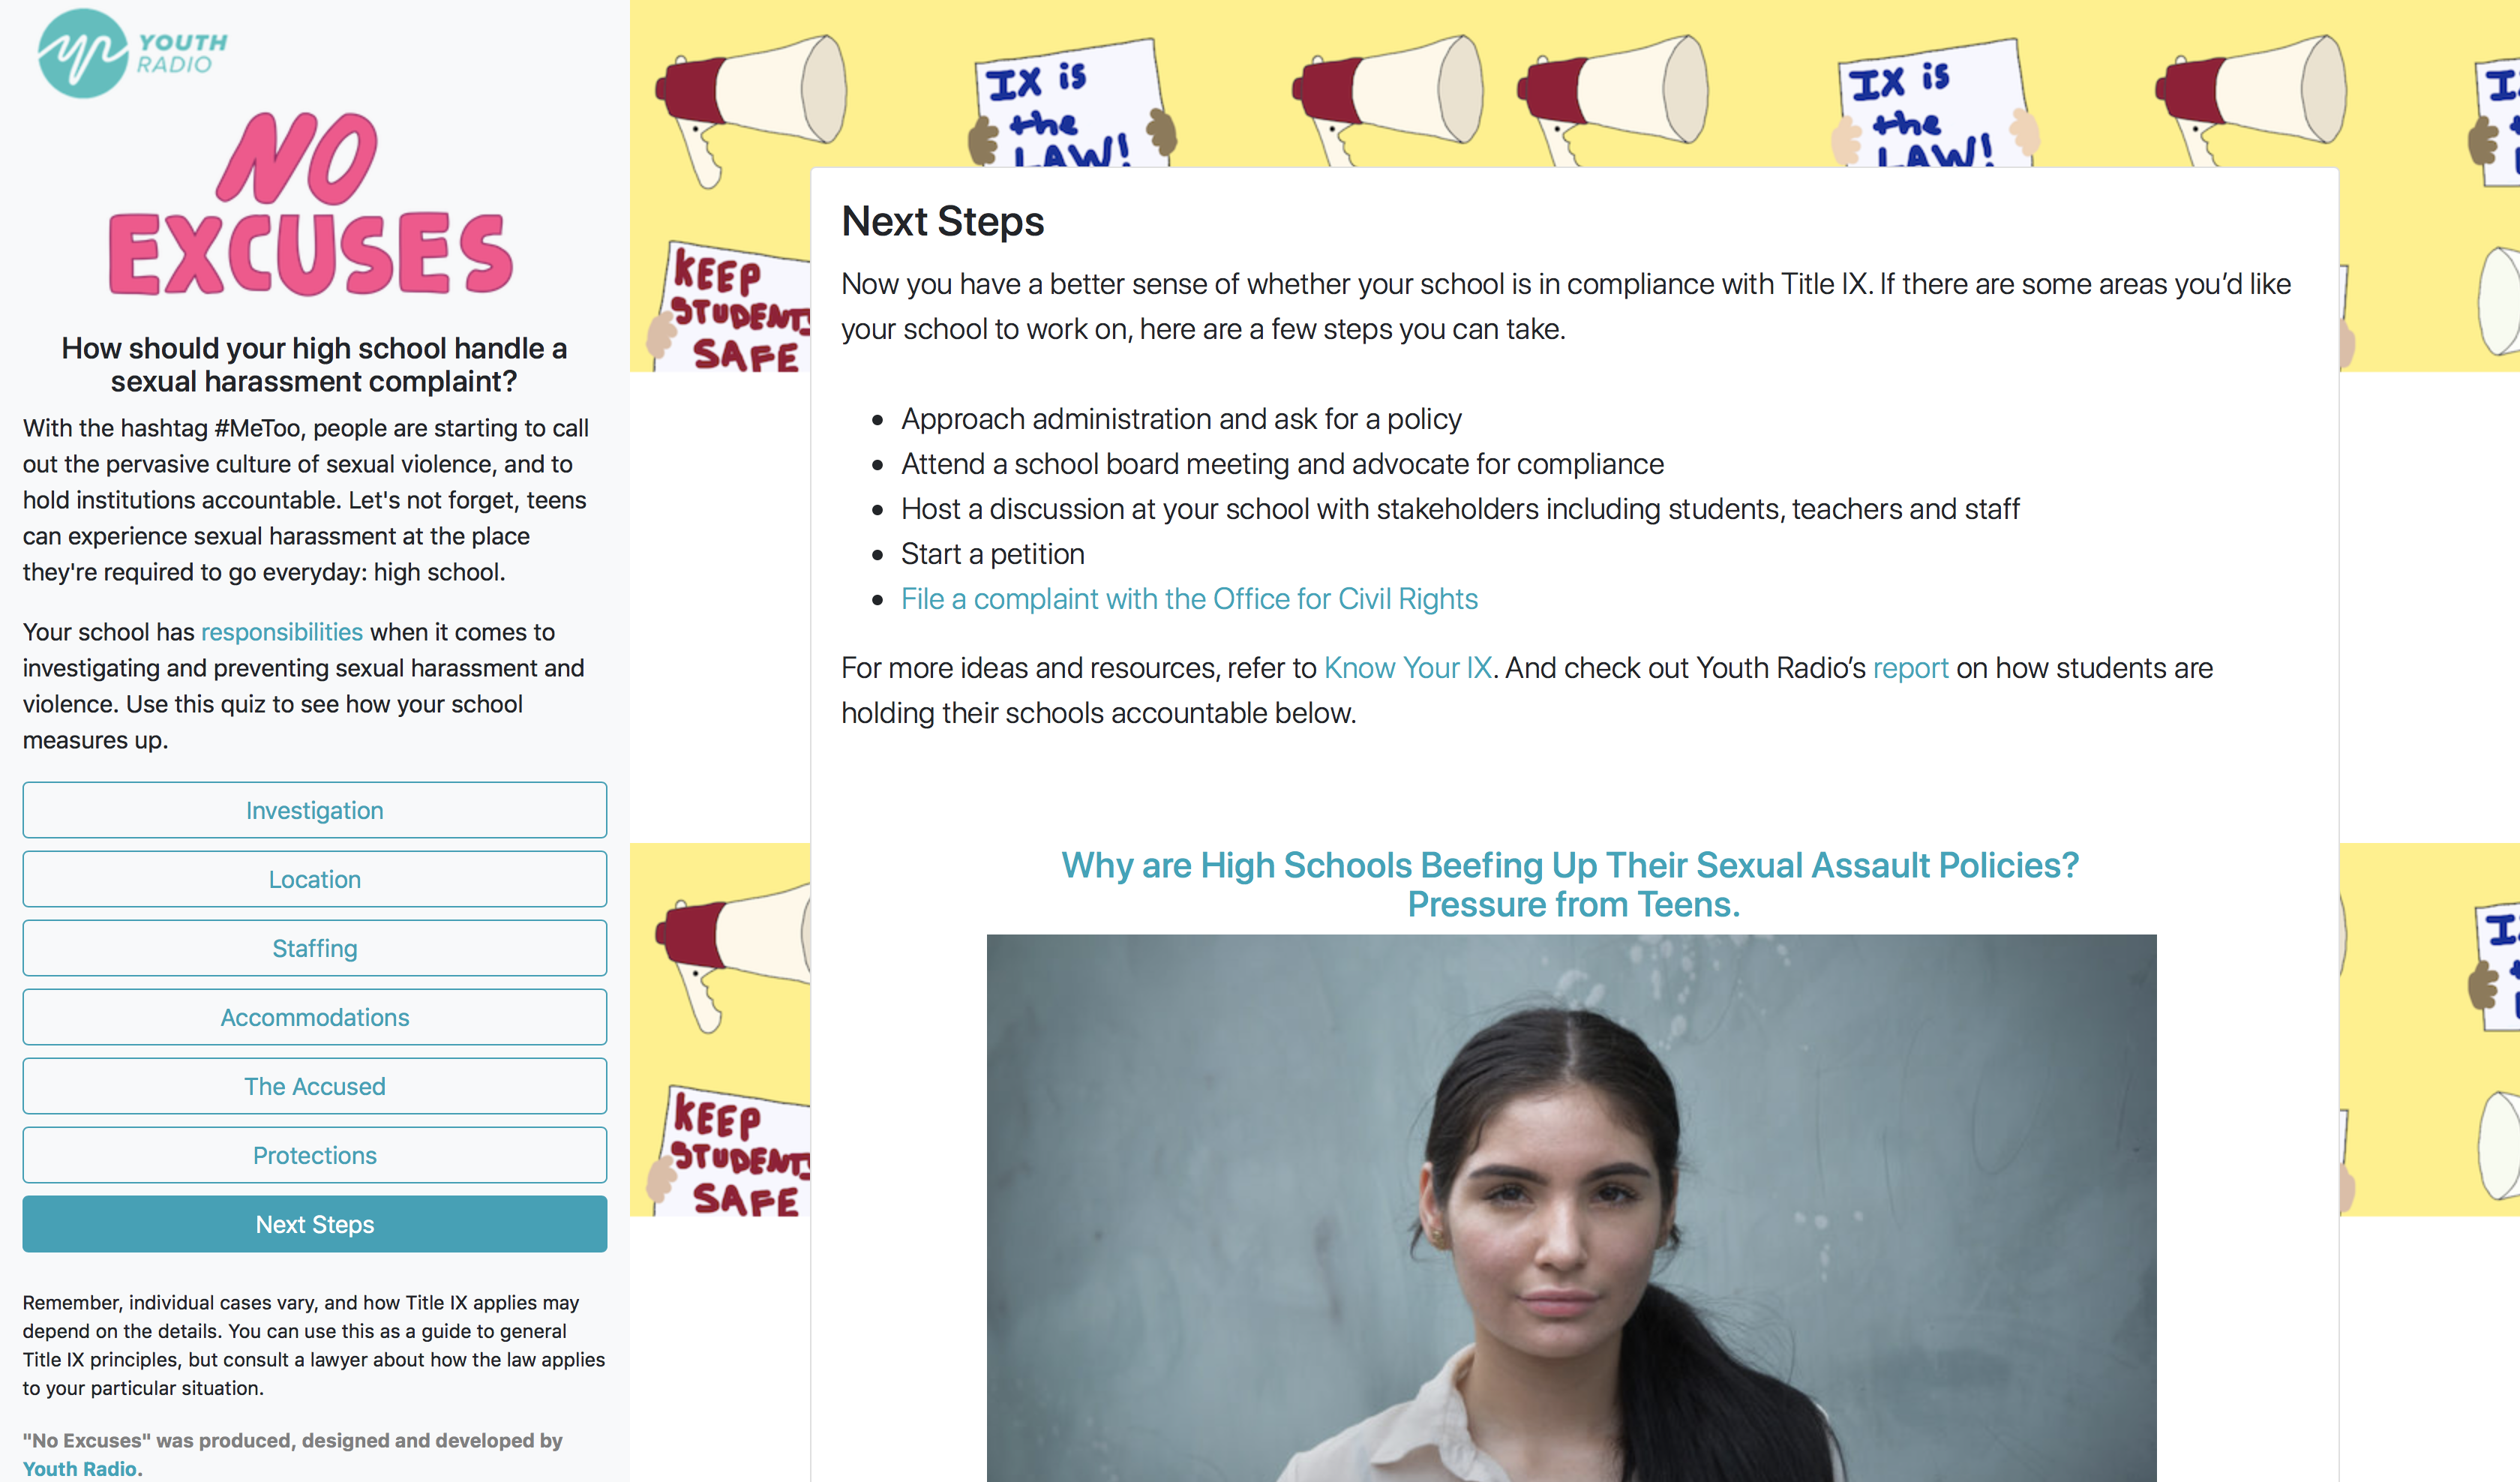 YOUTH
RADIO
NO
EXCUSES
How should your high school handle a
sexual harassment complaint?
With the hashtag #MeToo, people are starting to call
out the pervasive culture of sexual violence, and to
hold institutions accountable. Let's not forget, teens
can experience sexual harassment at the place
they're required to go everyday: high school.
Your school has responsibilities when it comes to
investigating and preventing sexual harassment and
violence. Use this quiz to see how your school
measures up.
Investigation
Location
Staffing
Accommodations
The Accused
Protections
Next Steps
Remember, individual cases vary, and how Title IX applies may
depend on the details. You can use this as a guide to general
Title IX principles, but consult a lawyer about how the law applies
to your particular situation.
"No Excuses" was produced, designed and developed by
Youth Radio.
IX is
the
LAW!
IX is
the
LAW!
KEEP
STUDENTS
SAFE
Next Steps
Now you have a better sense of whether your school is in compliance with Title IX. If there are some areas you’d like
your school to work on, here are a few steps you can take.
• Approach administration and ask for a policy
• Attend a school board meeting and advocate for compliance
• Host a discussion at your school with stakeholders including students, teachers and staff
• Start a petition
• File a complaint with the Office for Civil Rights
For more ideas and resources, refer to Know Your IX. And check out Youth Radio’s report on how students are
holding their schools accountable below.
Why are High Schools Beefing Up Their Sexual Assault Policies?
Pressure from Teens.
KEEP
STUDENTS
SAFE